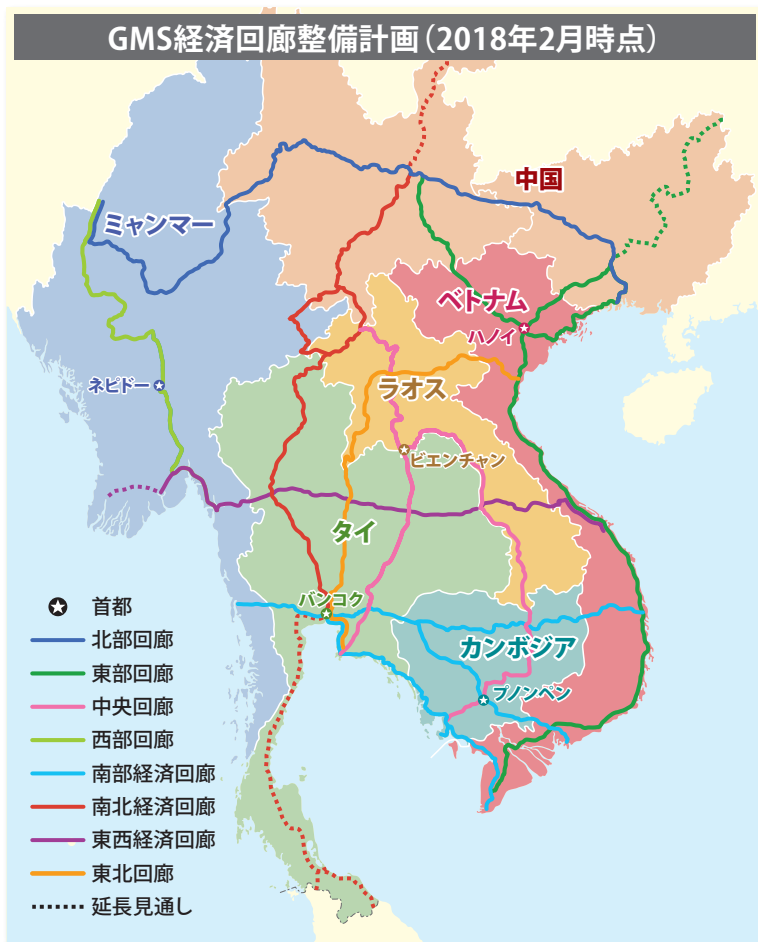 GMS経済回廊整備計画（2018年2月時点）
中国
ミャンマー
ベトナム
ハノイ
ネピドー
ラオス
ビエンチャン
タイ
バンコク
カンボジア
プノンペン
首都
北部回廊
東部回廊
中央回廊
西部回廊
南部経済回廊
南北経済回廊
東西経済回廊
東北回廊
延長見通し